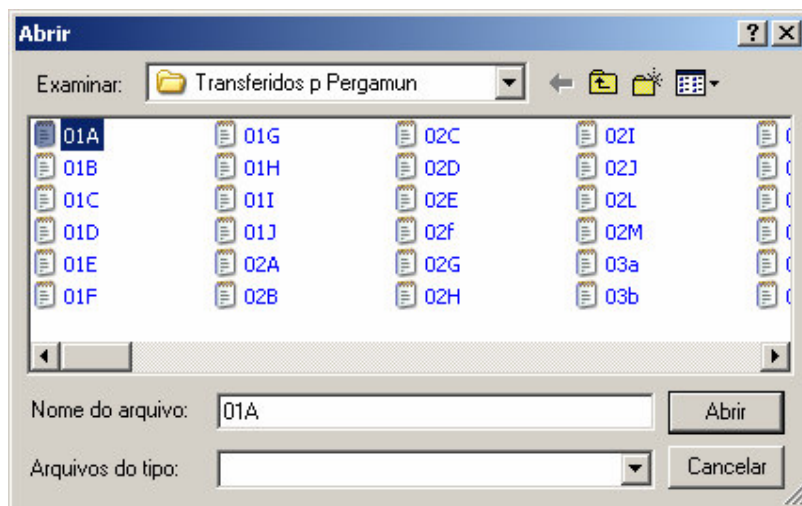 Abrir
Examinar: Transferidos p Pergamun
01A 01G 02C 02I
01B 01H 02D 02J
01C 01I 02E 02L
01D 01J 02f 02M
01E 02A 02G 03a
01F 02B 02H 03b
Nome do arquivo: 01A Abrir
Arquivos do tipo: Cancelar